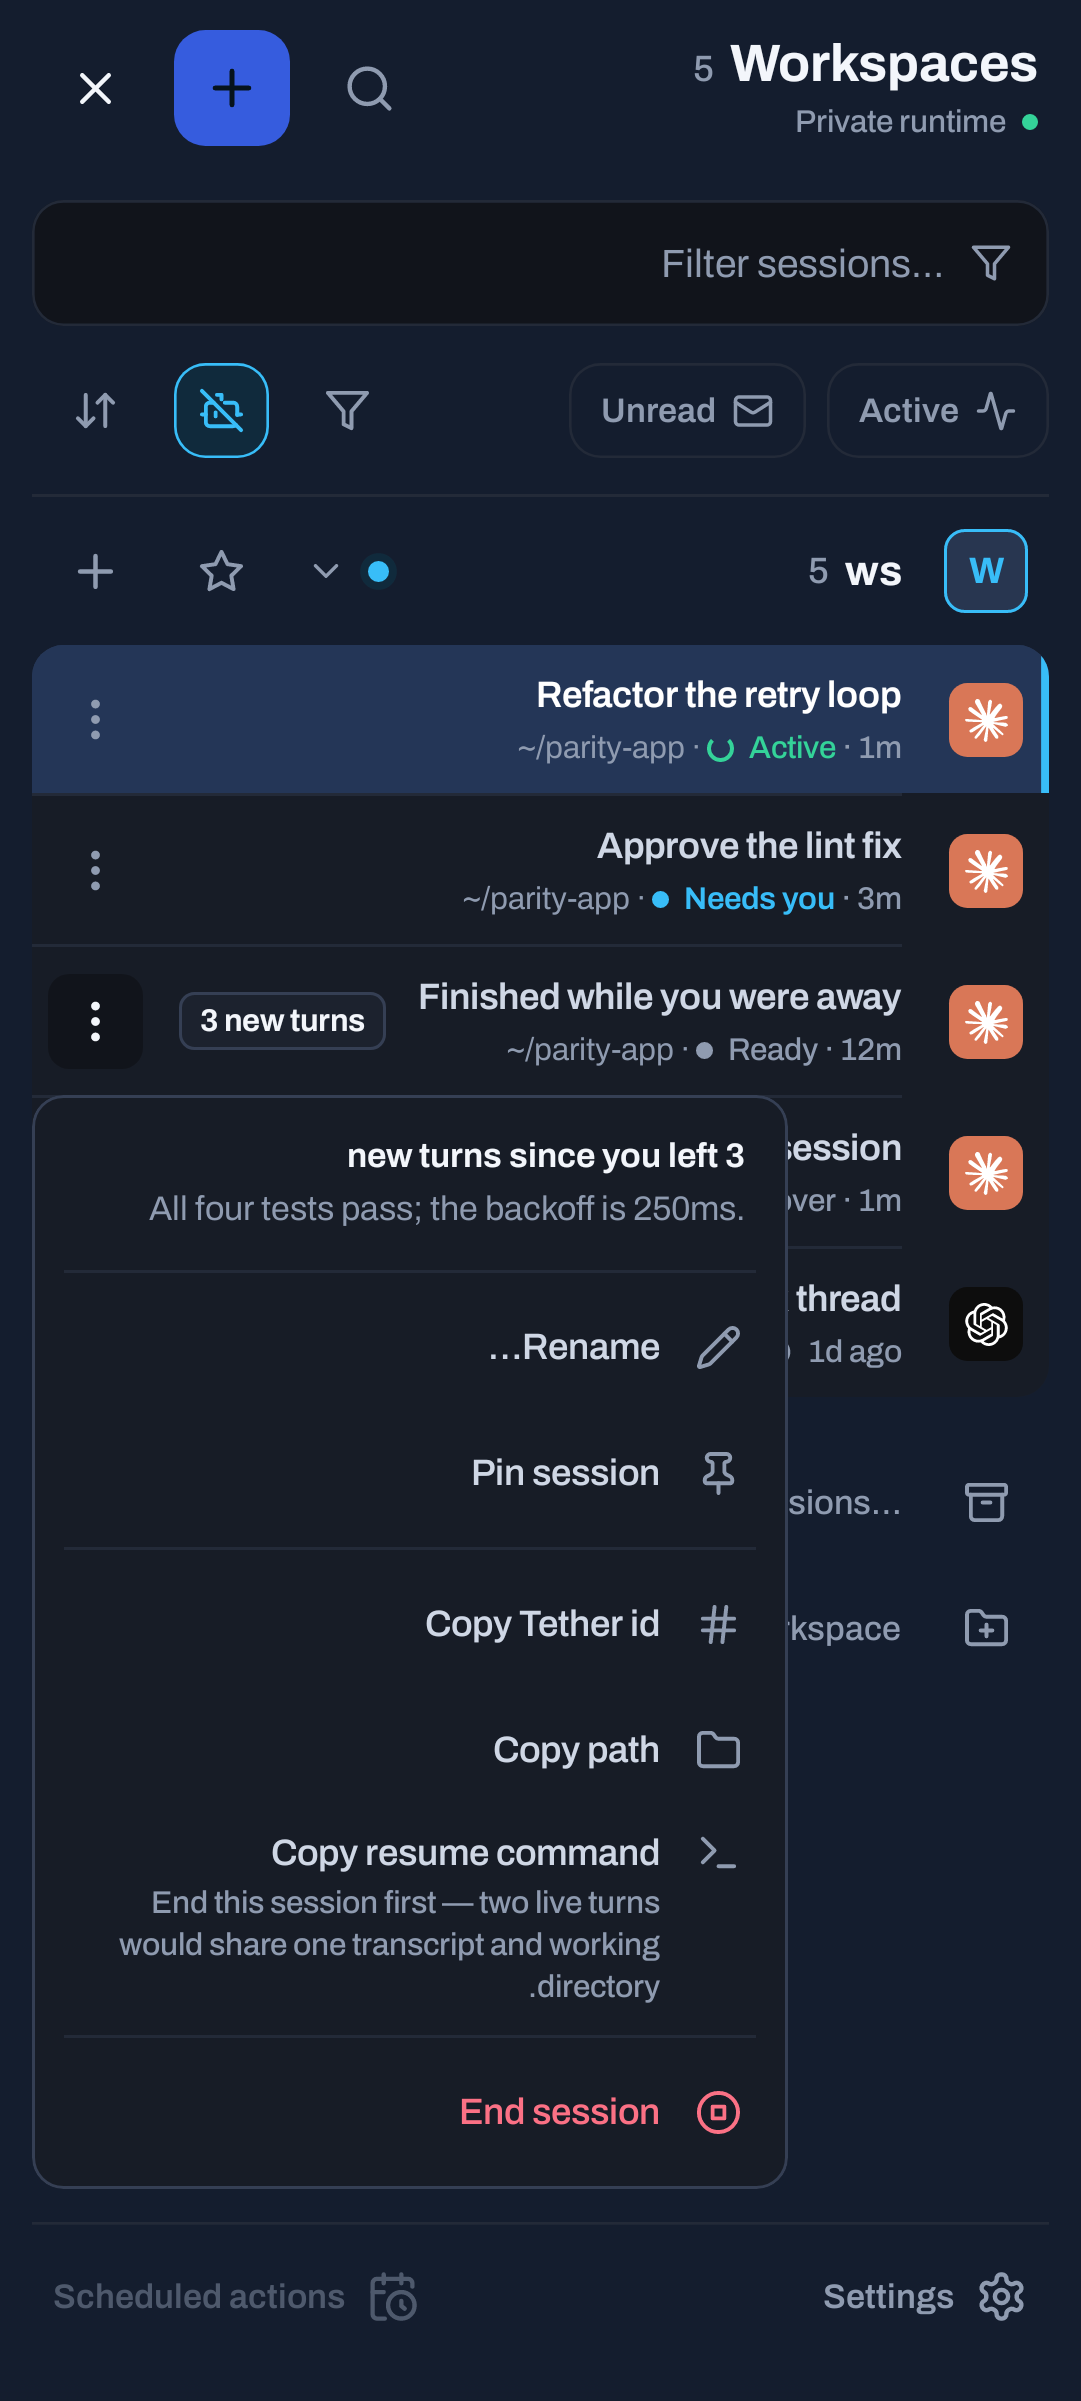 5 Workspaces
Private runtime
Filter sessions...
Unread
Active
5 ws
W
Refactor the retry loop
~/parity-app · Active · 1m
Approve the lint fix
~/parity-app · Needs you · 3m
3 new turns
Finished while you were away
~/parity-app · Ready · 12m
session
over · 1m
thread
1d ago
new turns since you left 3
All four tests pass; the backoff is 250ms.
...Rename
Pin session
Copy Tether id
Copy path
Copy resume command
End this session first — two live turns
would share one transcript and working
.directory
End session
Scheduled actions
Settings